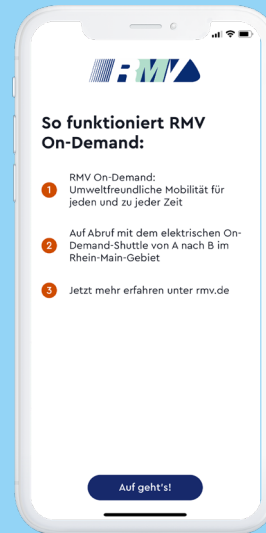 RMV
So funktioniert RMV
On-Demand:
1
RMV On-Demand:
Umweltfreundliche Mobilität für
jeden und zu jeder Zeit
2
Auf Abruf mit dem elektrischen On-
Demand-Shuttle von A nach B im
Rhein-Main-Gebiet
3
Jetzt mehr erfahren unter rmv.de
Auf geht's!